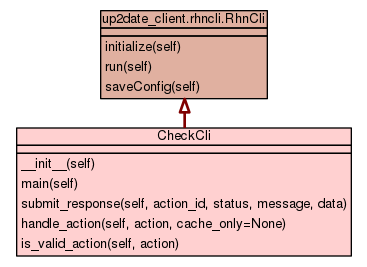 up2date_client.rhncli.RhnCli
initialize(self)
run(self)
saveConfig(self)
CheckCli
__init__(self)
main(self)
submit_response(self, action_id, status, message, data)
handle_action(self, action, cache_only=None)
is_valid_action(self, action)